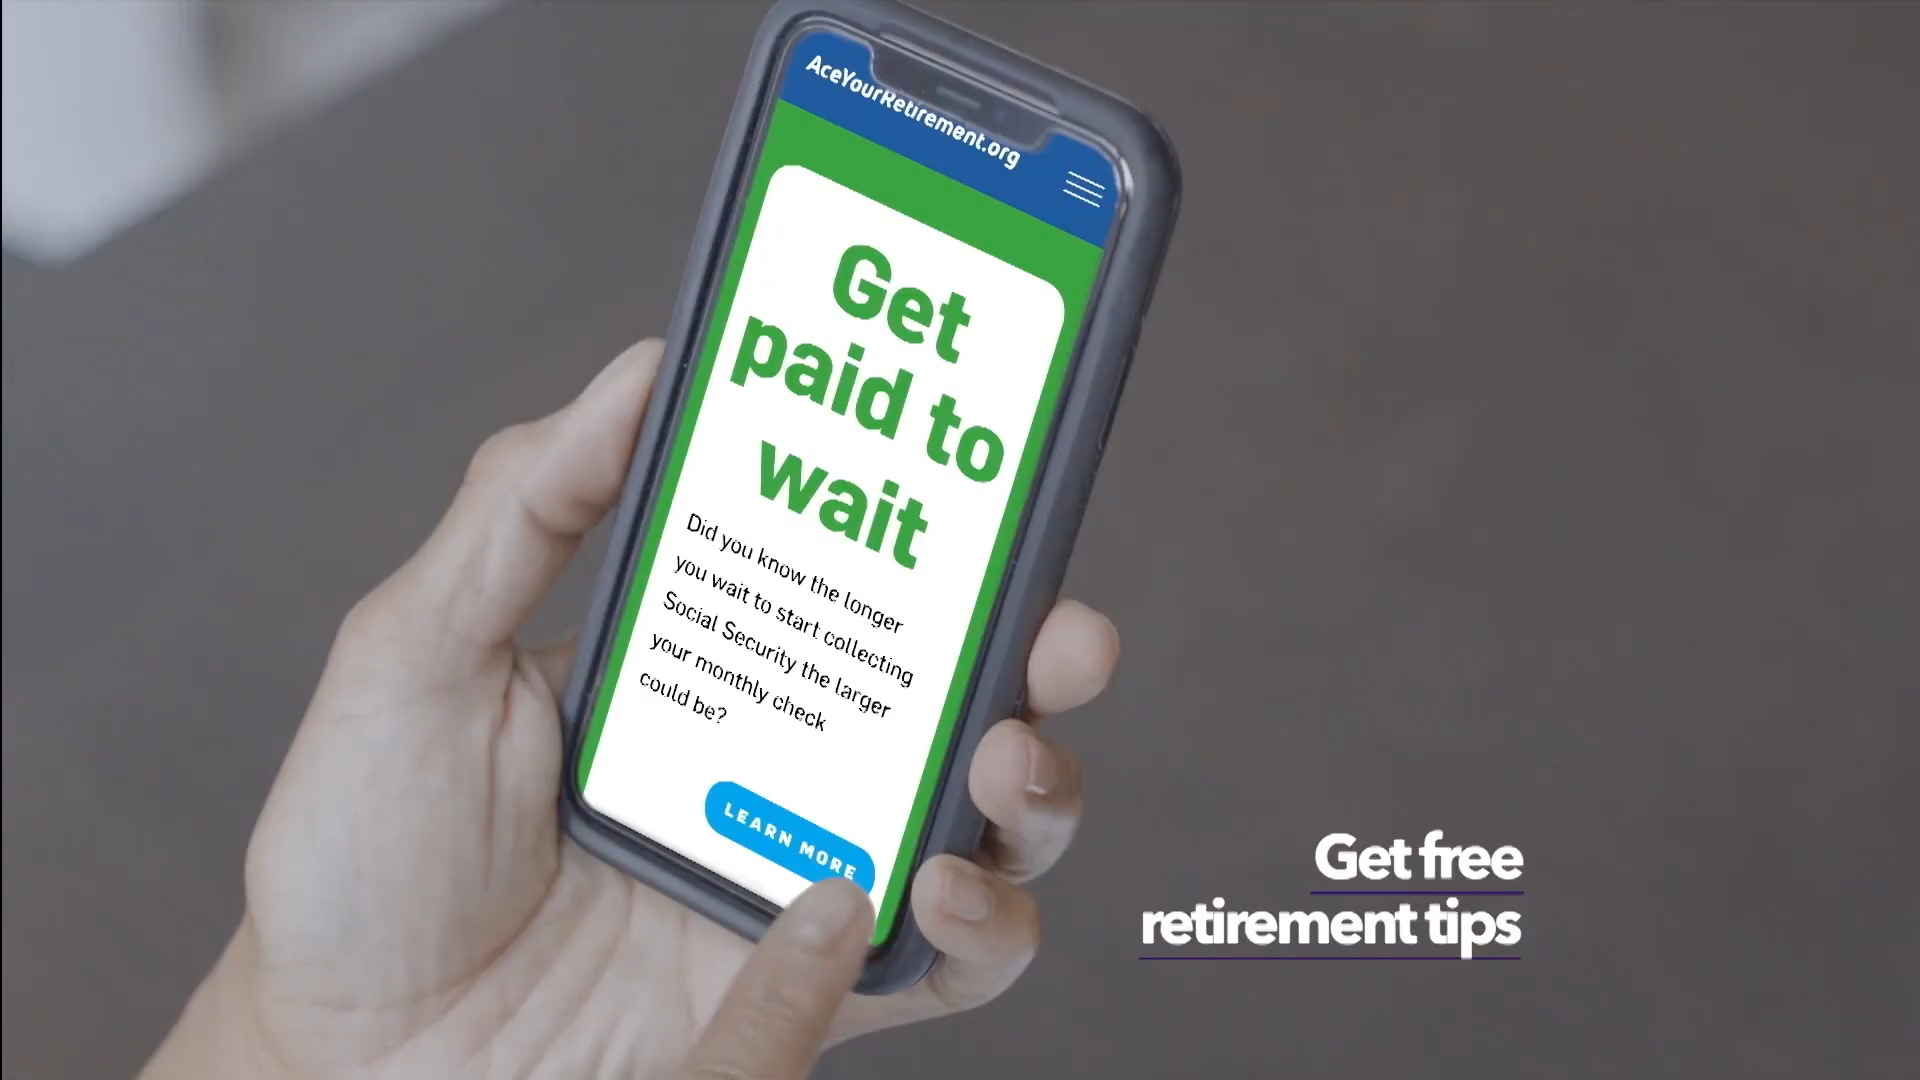 AceYourRetirement.org
Get
paid to
wait
Did you know the longer
you wait to start collecting
Social Security the larger
your monthly check
could be?
LEARN MORE
Get free
retirement tips